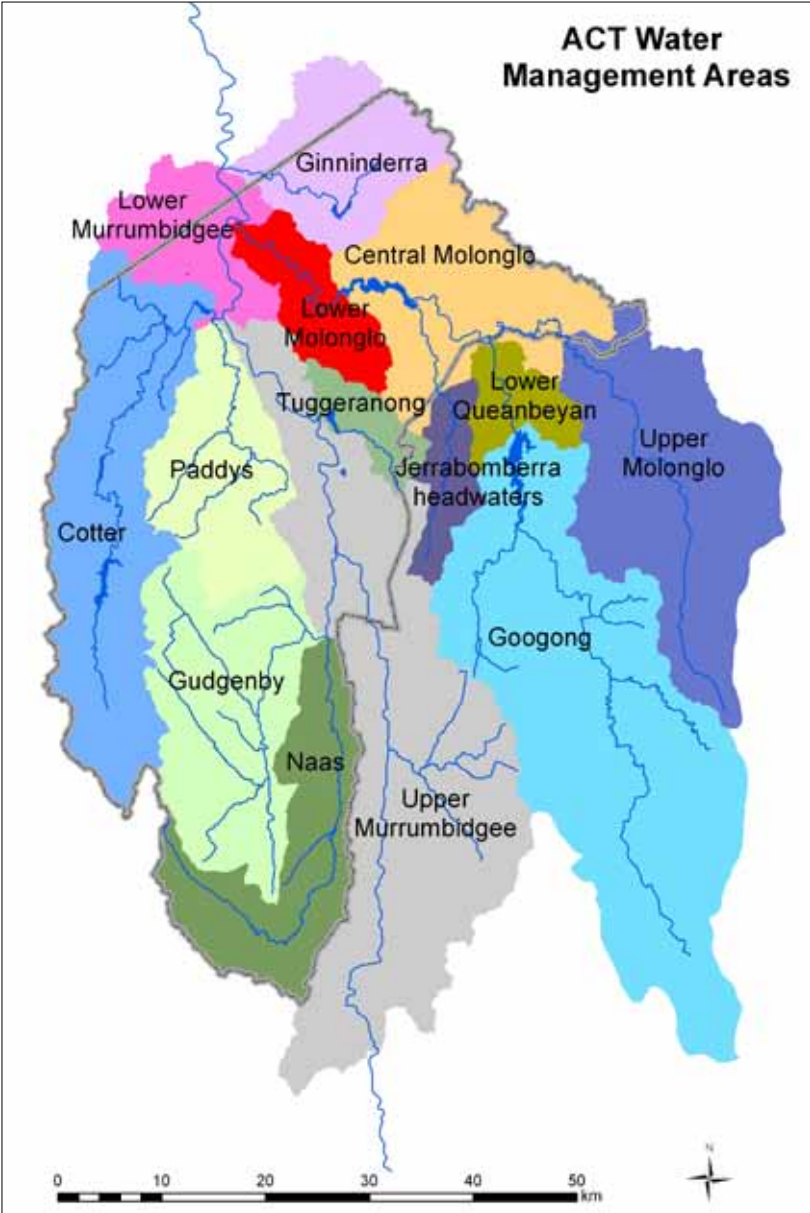 ACT Water
Management Areas
Ginninderra
Lower
Murrumbidgee
Central Molonglo
Lower
Molonglo
Tuggeranong
Lower
Queanbeyan
Upper
Molonglo
Jerrabomberra
headwaters
Paddys
Cotter
Googong
Gudgenby
Naas
Upper
Murrumbidgee
N
0 10 20 30 40 50
km